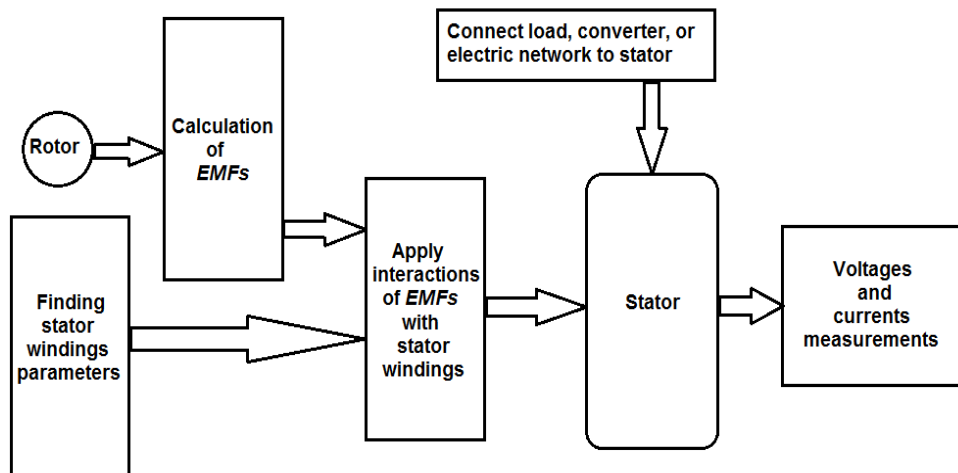 Connect load, converter, or
electric network to stator
Rotor
Calculation
of
EMFs
Finding
stator
windings
parameters
Apply
interactions
of EMFs
with
stator
windings
Stator
Voltages
and
currents
measurements